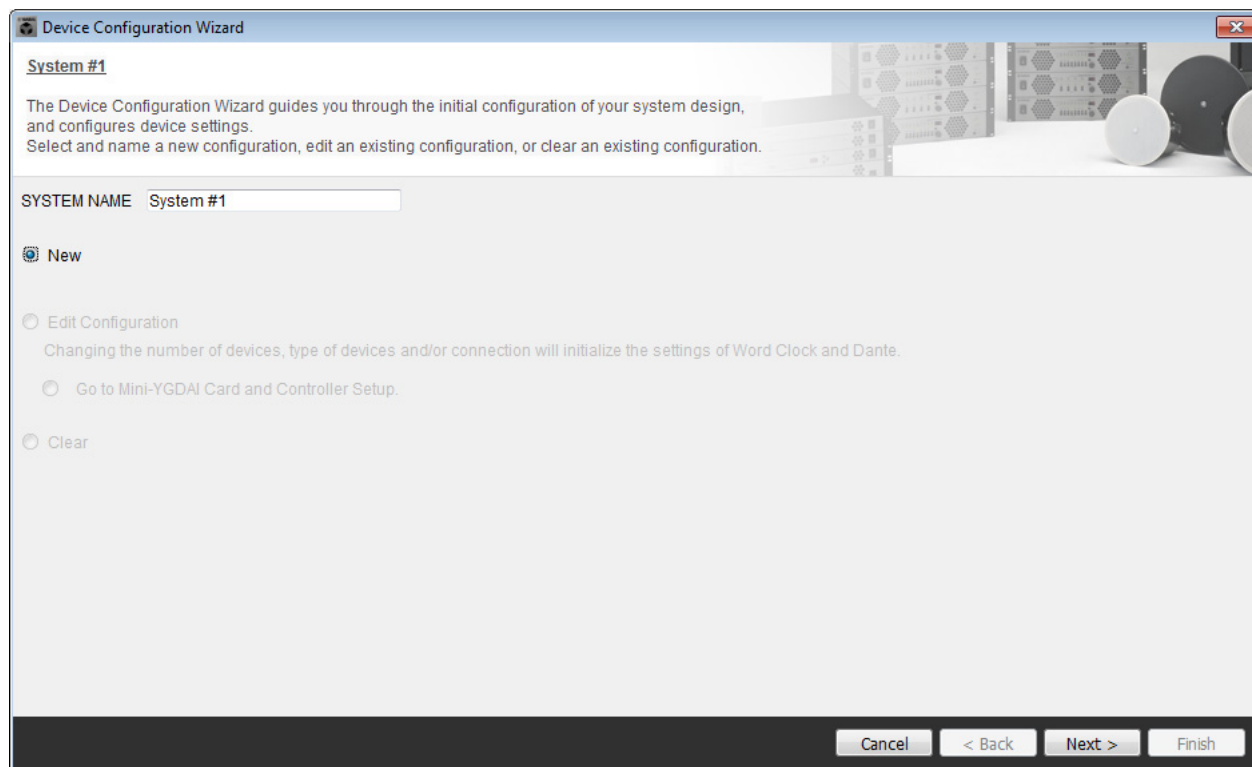 Device Configuration Wizard
System #1
The Device Configuration Wizard guides you through the initial configuration of your system design,
and configures device settings.
Select and name a new configuration, edit an existing configuration, or clear an existing configuration.
SYSTEM NAME System #1
New
Edit Configuration
Changing the number of devices, type of devices and/or connection will initialize the settings of Word Clock and Dante.
Go to Mini-YGDAI Card and Controller Setup.
Clear
Cancel < Back Next > Finish